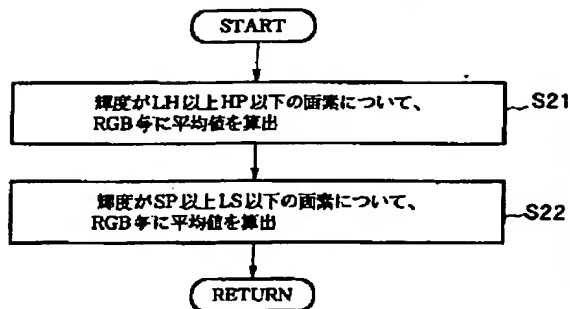 START
輝度がLH以上HP以下の画素について、
RGB毎に平均値を算出
S21
輝度がSP以上LS以下の画素について、
RGB毎に平均値を算出
S22
RETURN